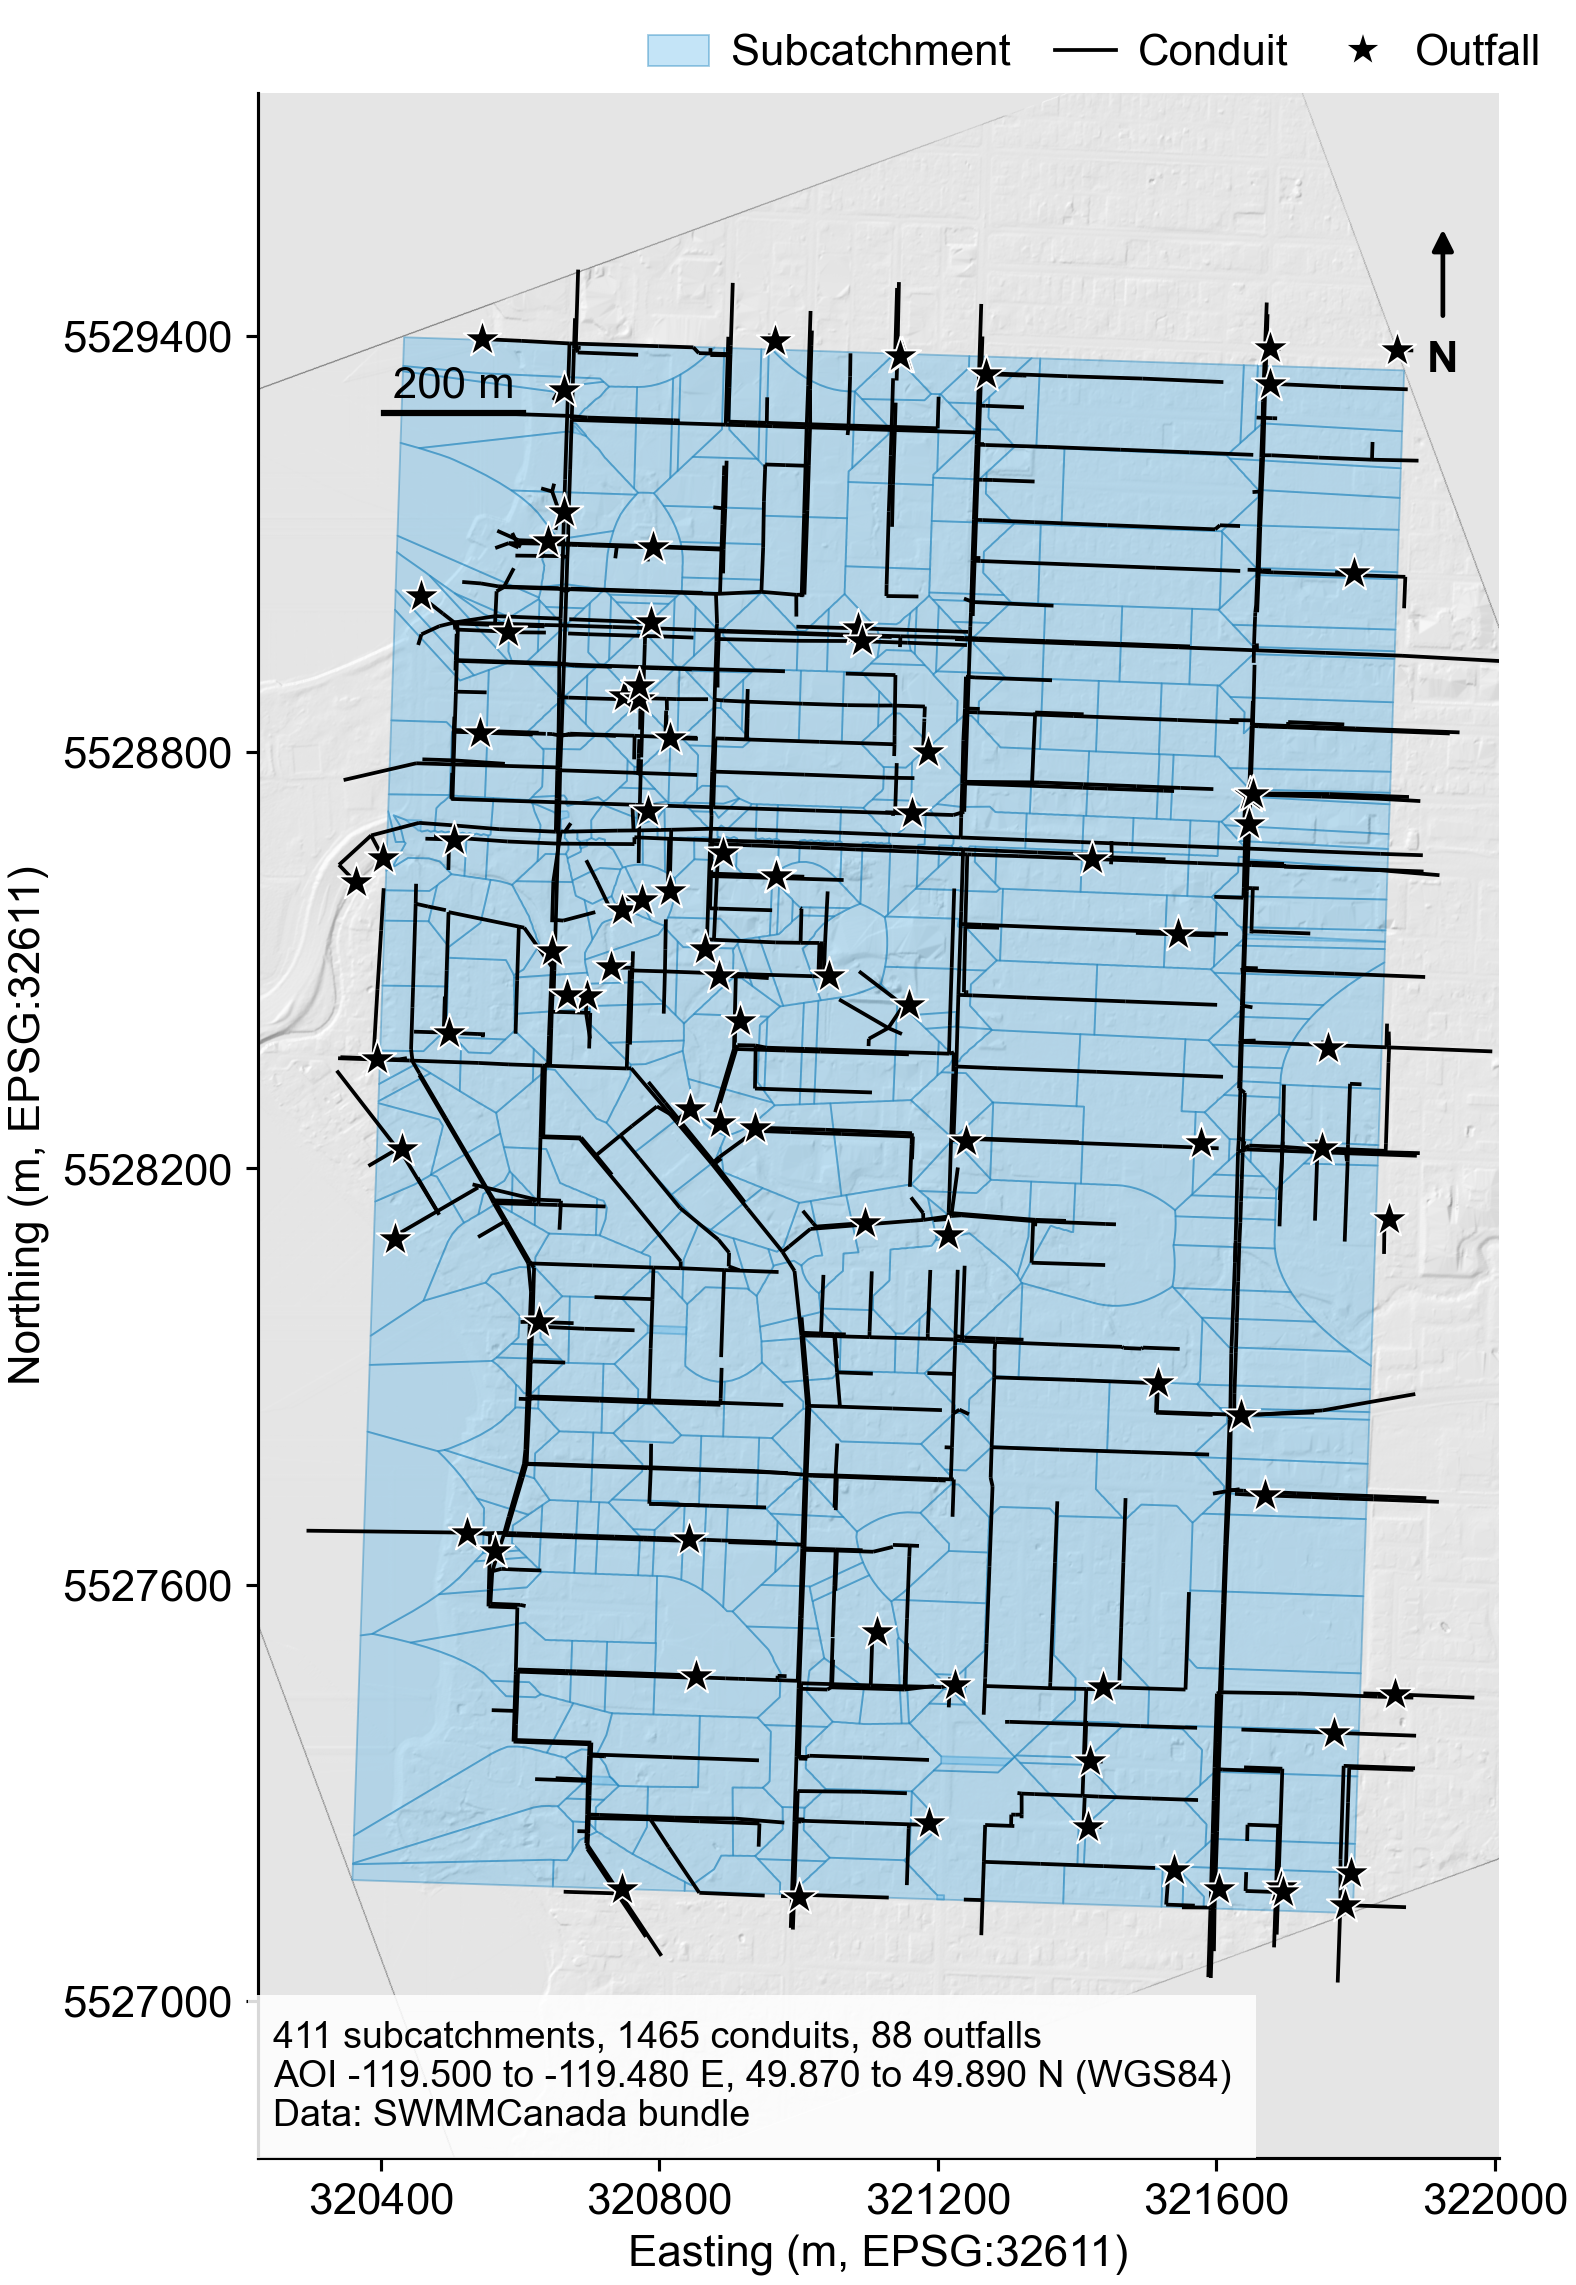 Subcatchment Conduit Outfall
N
200 m
5529400
5528800
5528200
5527600
5527000
Northing (m, EPSG:32611)
411 subcatchments, 1465 conduits, 88 outfalls
AOI -119.500 to -119.480 E, 49.870 to 49.890 N (WGS84)
Data: SWMMCanada bundle
320400 320800 321200 321600 322000
Easting (m, EPSG:32611)